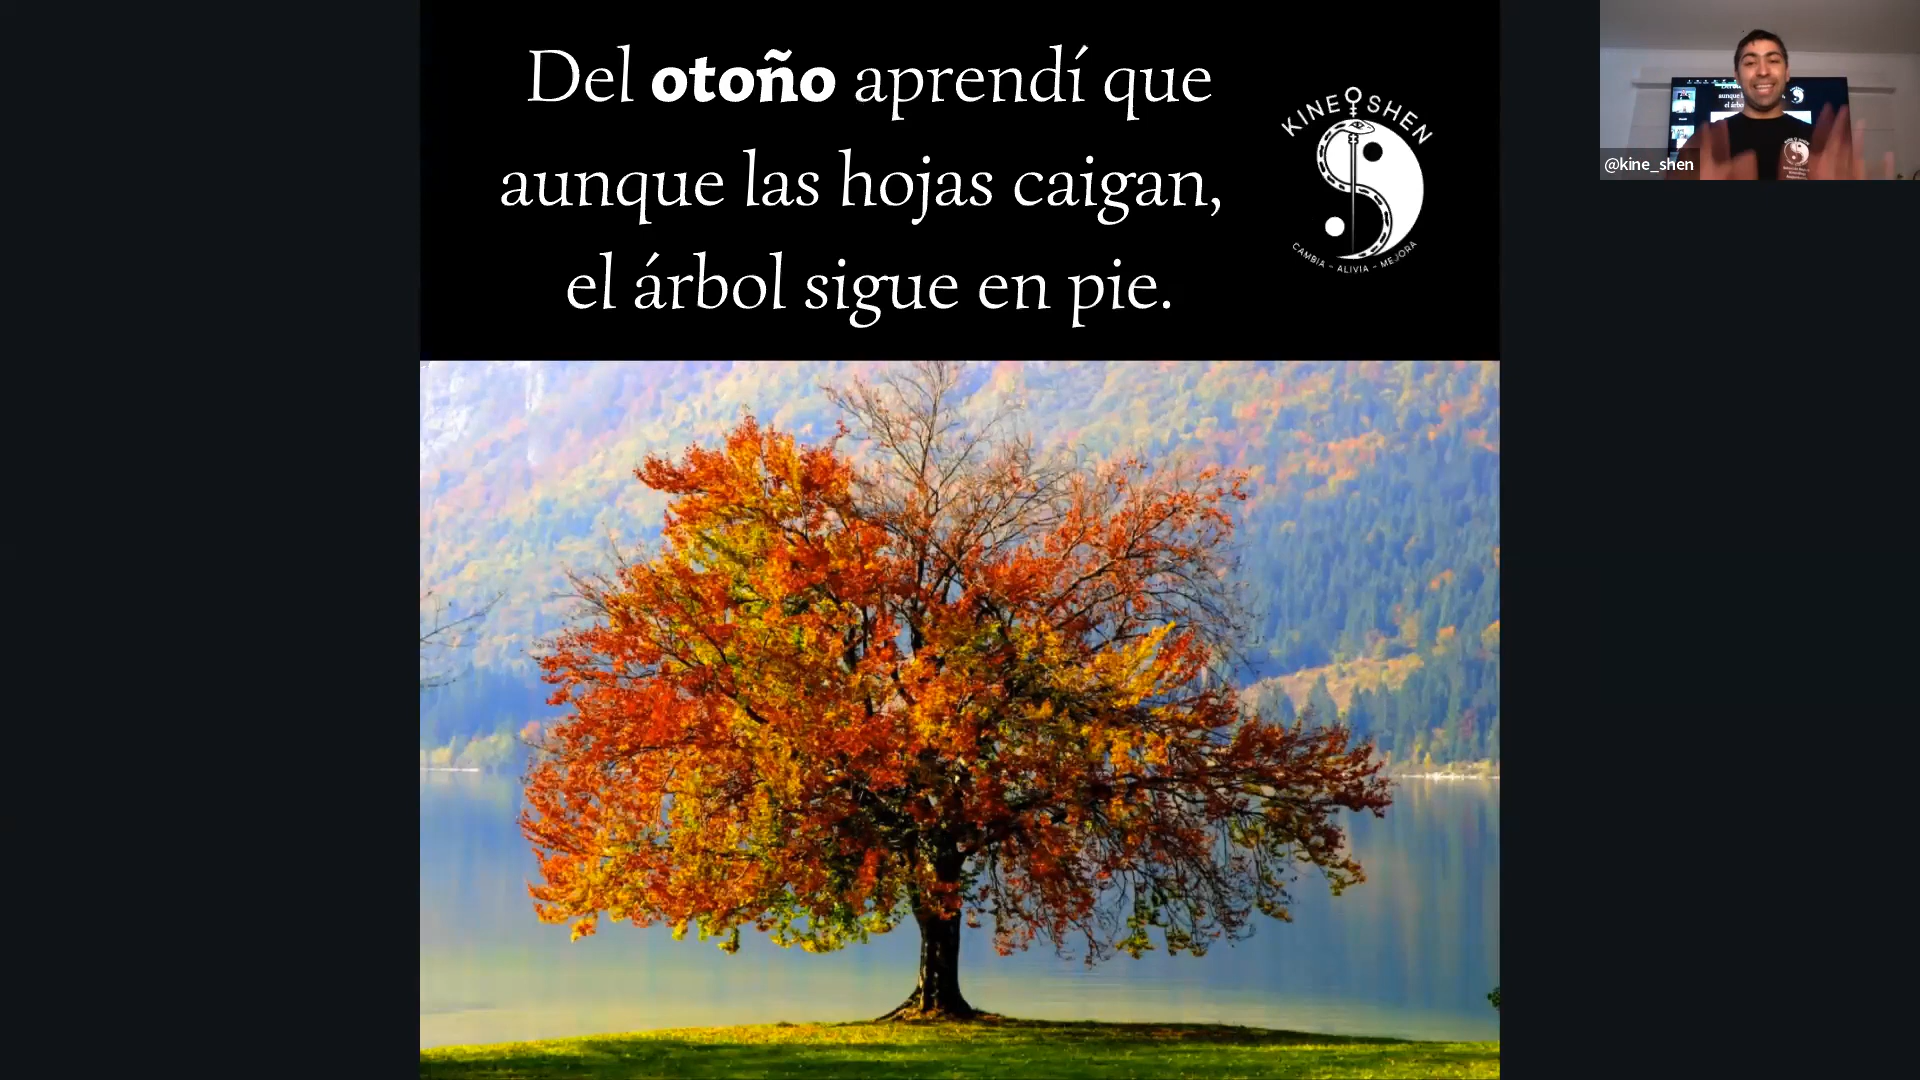 Del otoño aprendí que
aunque las hojas caigan,
el árbol sigue en pie.
KINE SHEN
CAMBIA - ALIVIA - MEJORA
@kine_shen